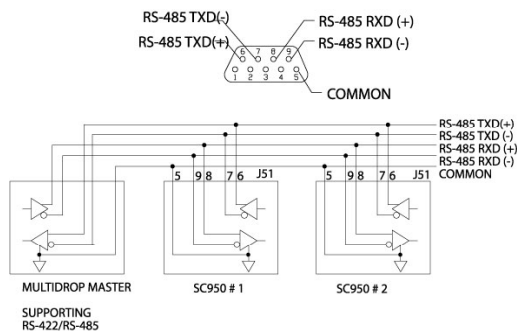 RS-485 TXD(-)
RS-485 RXD (+)
RS-485 TXD(+)
RS-485 RXD (-)
6 7 8 9
1 2 3 4 5
COMMON
RS-485 TXD(+)
RS-485 TXD (-)
RS-485 RXD (+)
RS-485 RXD (-)
COMMON
5 9 8 7 6 J51
5 9 8 7 6 J51
MULTIDROP MASTER
SC950 # 1
SC950 # 2
SUPPORTING
RS-422/RS-485